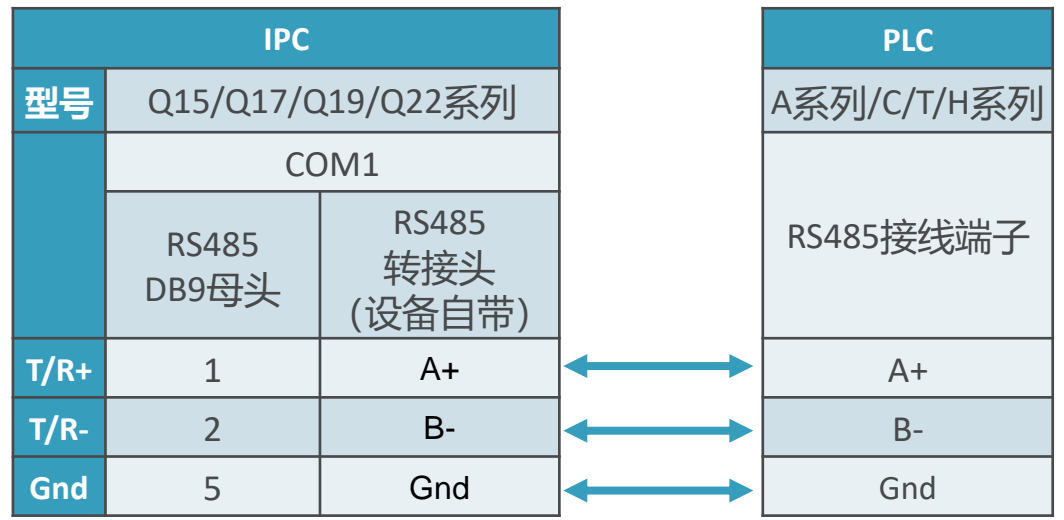 IPC
PLC
型号
Q15/Q17/Q19/Q22系列
A系列/C/T/H系列
COM1
RS485
DB9母头
RS485
转接头
(设备自带)
RS485接线端子
T/R+
1
A+
A+
T/R-
2
B-
B-
Gnd
5
Gnd
Gnd